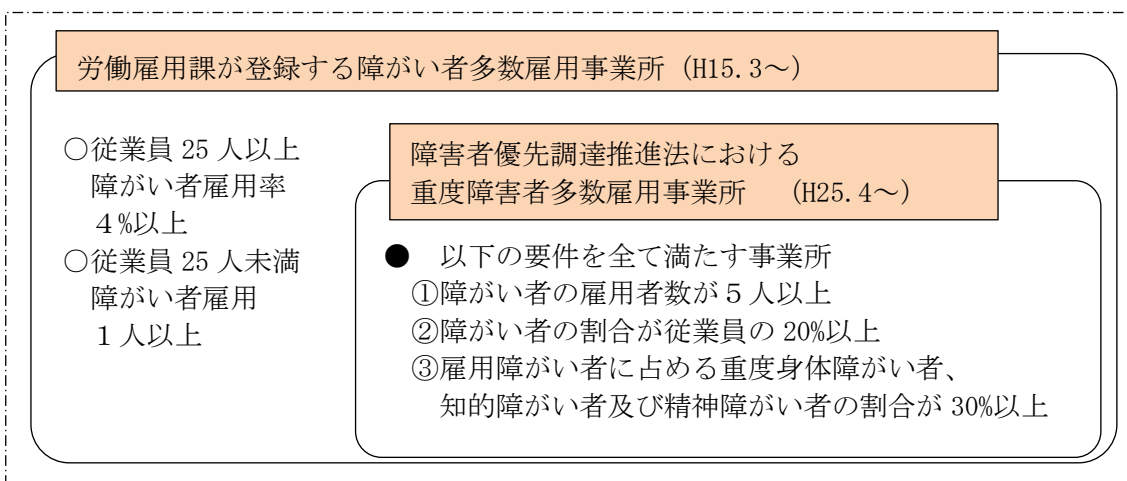 労働雇用課が登録する障がい者多数雇用事業所 (H15.3～)
○従業員 25 人以上
障がい者雇用率
４%以上
○従業員 25 人未満
障がい者雇用
１人以上
障害者優先調達推進法における
重度障害者多数雇用事業所 (H25.4～)
● 以下の要件を全て満たす事業所
①障がい者の雇用者数が５人以上
②障がい者の割合が従業員の 20%以上
③雇用障がい者に占める重度身体障がい者、
知的障がい者及び精神障がい者の割合が 30%以上